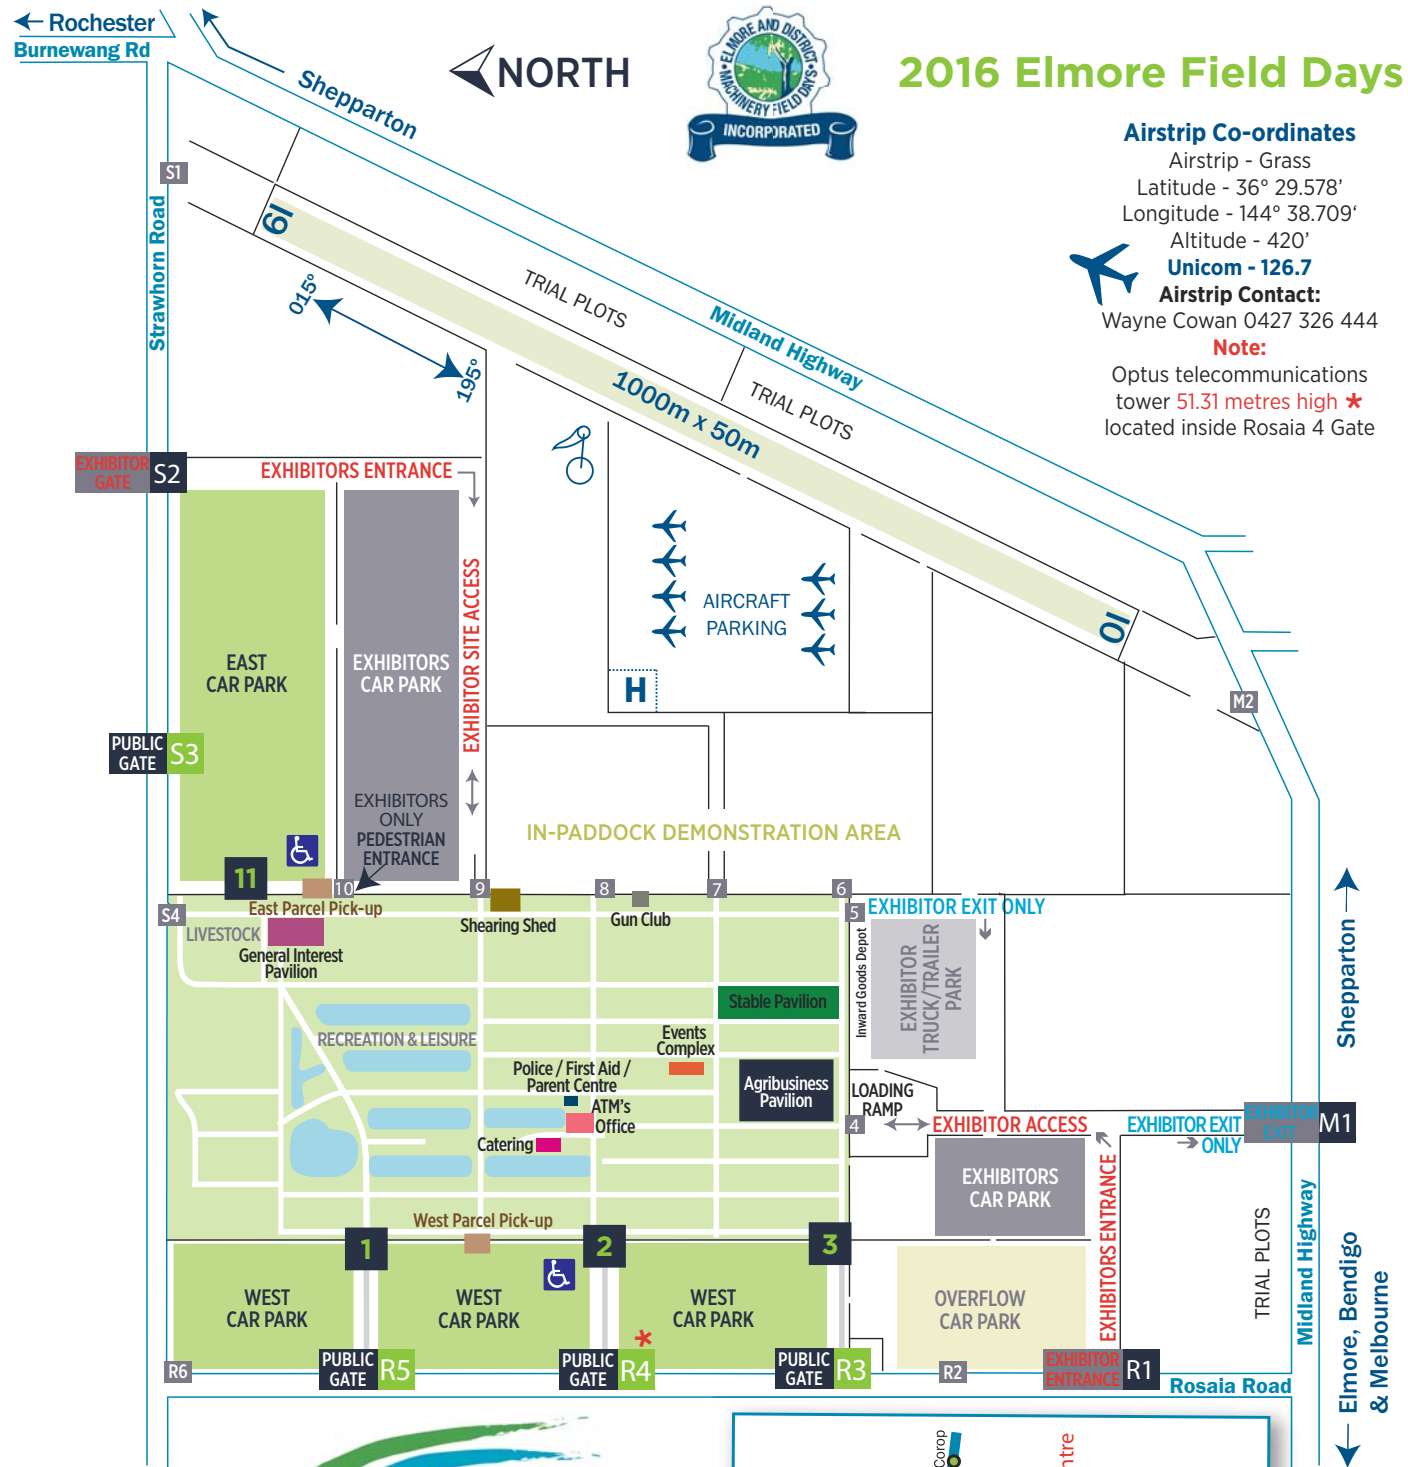 Rochester
Burnewang Rd
Shepparton
NORTH
ELMORE AND DISTRICT
MACHINERY FIELD DAYS
INCORPORATED
2016 Elmore Field Days
Airstrip Co-ordinates
Airstrip - Grass
Latitude - 36° 29.578’
Longitude - 144° 38.709‘
Altitude - 420’
Unicom - 126.7
Airstrip Contact:
Wayne Cowan 0427 326 444
Note:
Optus telecommunications
tower 51.31 metres high *
located inside Rosaia 4 Gate
S1
Strawhorn Road
19
015°
195°
TRIAL PLOTS
Midland Highway
1000m x 50m
TRIAL PLOTS
01
EXHIBITOR
GATE
S2
EXHIBITORS ENTRANCE
EXHIBITOR SITE ACCESS
EAST
CAR PARK
EXHIBITORS
CAR PARK
AIRCRAFT
PARKING
H
M2
PUBLIC
GATE
S3
EXHIBITORS
ONLY
PEDESTRIAN
ENTRANCE
IN-PADDOCK DEMONSTRATION AREA
11
10
9
8
7
6
East Parcel Pick-up
S4
LIVESTOCK
General Interest
Pavilion
Shearing Shed
Gun Club
5
EXHIBITOR EXIT ONLY
Inward Goods Depot
EXHIBITOR
TRUCK/TRAILER
PARK
Shepparton
Stable Pavilion
RECREATION & LEISURE
Events
Complex
Police / First Aid /
Parent Centre
ATM’s
Office
Catering
Agribusiness
Pavilion
LOADING
RAMP
4
EXHIBITOR ACCESS
EXHIBITOR EXIT
ONLY
EXHIBITOR
EXIT
M1
EXHIBITORS
CAR PARK
EXHIBITORS ENTRANCE
TRIAL PLOTS
Midland Highway
Elmore, Bendigo
& Melbourne
West Parcel Pick-up
1
2
3
WEST
CAR PARK
WEST
CAR PARK
WEST
CAR PARK
*
OVERFLOW
CAR PARK
R6
PUBLIC
GATE
R5
PUBLIC
GATE
R4
PUBLIC
GATE
R3
R2
EXHIBITOR
ENTRANCE
R1
Rosaia Road
Corop
ntre